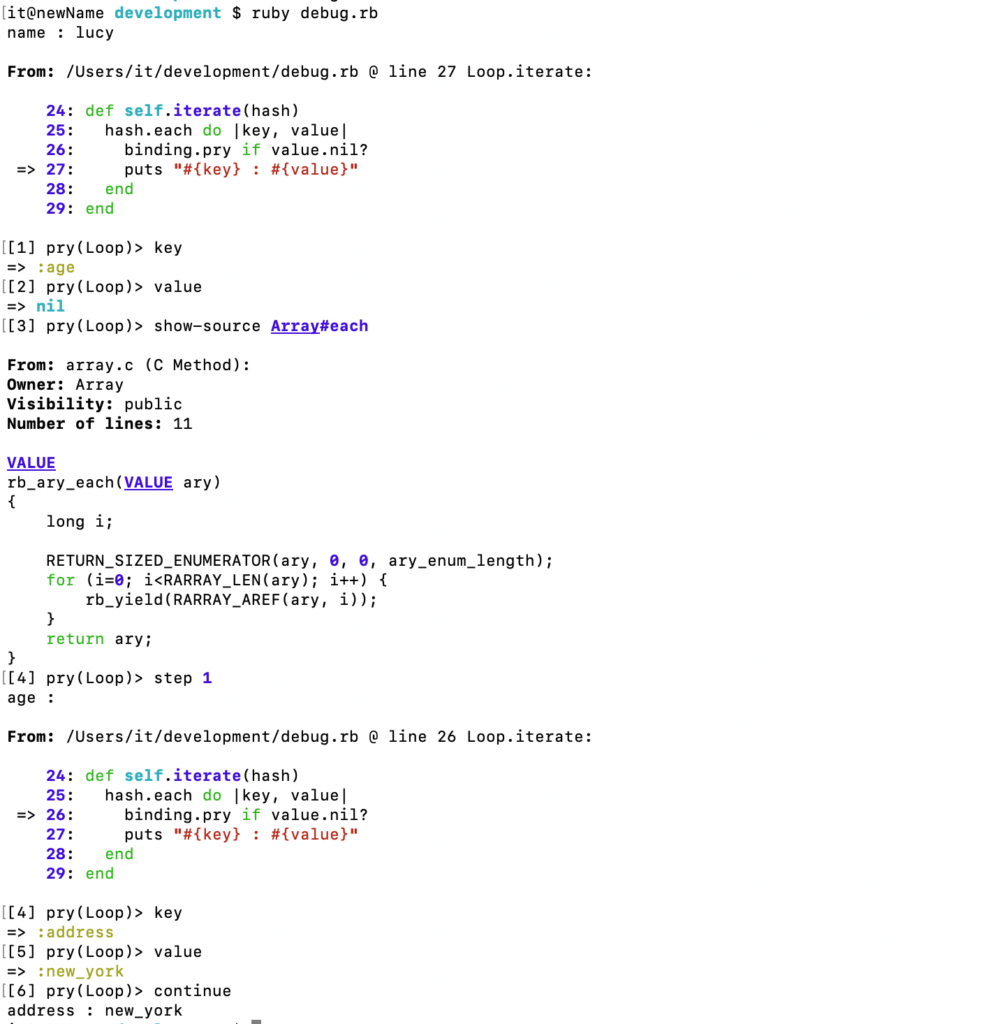 [it@newName development $ ruby debug.rb
name : lucy
From: /Users/it/development/debug.rb @ line 27 Loop.iterate:
24: def self.iterate(hash)
25: hash.each do |key, value|
26: binding.pry if value.nil?
=> 27: puts "#{key} : #{value}"
28: end
29: end
[[1] pry(Loop)> key
=> :age
[[2] pry(Loop)> value
=> nil
[[3] pry(Loop)> show-source Array#each
From: array.c (C Method):
Owner: Array
Visibility: public
Number of lines: 11
VALUE
rb_ary_each(VALUE ary)
{
long i;
RETURN_SIZED_ENUMERATOR(ary, 0, 0, ary_enum_length);
for (i=0; i<RARRAY_LEN(ary); i++) {
rb_yield(RARRAY_AREF(ary, i));
}
return ary;
}
[[4] pry(Loop)> step 1
age :
From: /Users/it/development/debug.rb @ line 26 Loop.iterate:
24: def self.iterate(hash)
25: hash.each do |key, value|
=> 26: binding.pry if value.nil?
27: puts "#{key} : #{value}"
28: end
29: end
[[4] pry(Loop)> key
=> :address
[[5] pry(Loop)> value
=> :new_york
[[6] pry(Loop)> continue
address : new_york